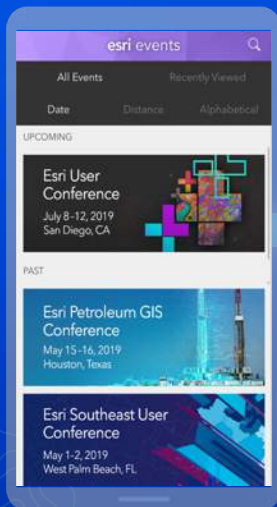 esri events
All Events Recently Viewed
Date Distance Alphabetical
UPCOMING
Esri User
Conference
July 8-12, 2019
San Diego, CA
PAST
Esri Petroleum GIS
Conference
May 15-16, 2019
Houston, Texas
Esri Southeast User
Conference
May 1-2, 2019
West Palm Beach, FL